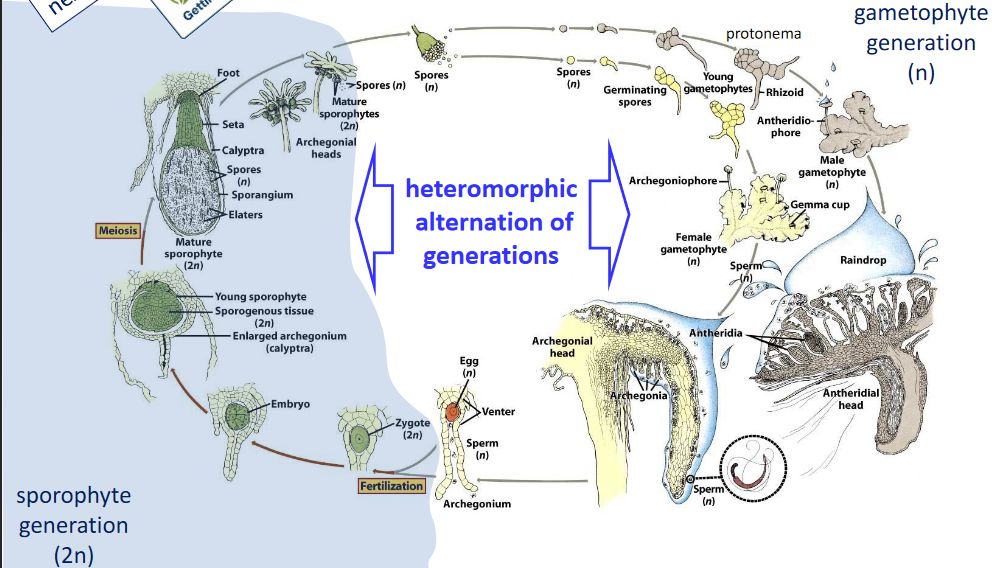 gametophyte
generation
(n)
protonema
Foot
Seta
Calyptra
Spores
(n)
Sporangium
Elaters
Mature
sporophyte
(2n)
Meiosis
Spores (n)
Mature
sporophytes
(2n)
Archegonial
heads
Spores
(n)
Spores
(n)
Germinating
spores
Young
gametophytes
Rhizoid
Antheridio-
phore
Male
gametophyte
(n)
Archegoniophore
Gemma cup
Female
gametophyte
(n)
heteromorphic
alternation of
generations
Sperm
(n)
Raindrop
Antheridia
Antheridial
head
Archegonial
head
Archegonia
Sperm
(n)
Egg
(n)
Venter
Sperm
(n)
Archegonium
Fertilization
Zygote
(2n)
Embryo
Young sporophyte
Sporogenous tissue
(2n)
Enlarged archegonium
(calyptra)
sporophyte
generation
(2n)